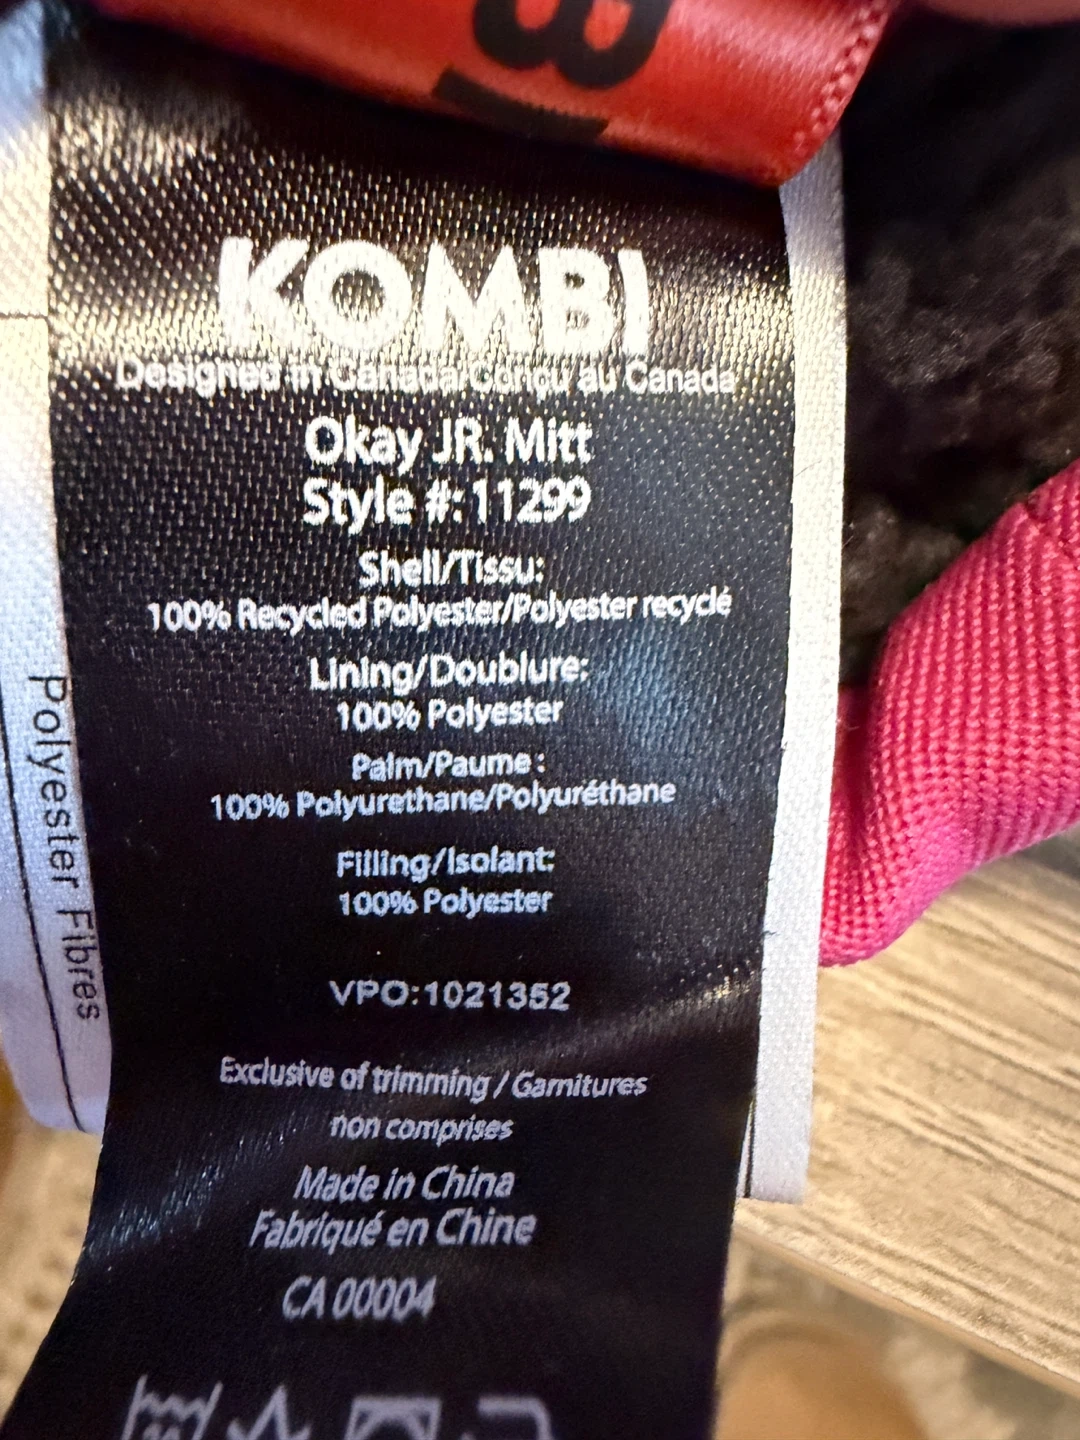 KOMBI
Designed in Canada/Conçu au Canada
Okay JR. Mitt
Style #: 11299
Shell/Tissu:
100% Recycled Polyester/Polyester recyclé
Lining/Doublure:
100% Polyester
Palm/Paume :
100% Polyurethane/Polyuréthane
Filling/Isolant:
100% Polyester
VPO:1021352
Exclusive of trimming / Garnitures
non comprises
Made in China
Fabriqué en Chine
CA 00004
Polyester Fibres